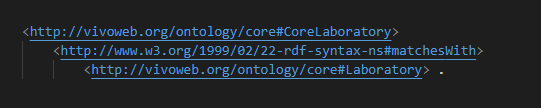 <http://vivoweb.org/ontology/core#CoreLaboratory>
<http://www.w3.org/1999/02/22-rdf-syntax-ns#matchesWith>
<http://vivoweb.org/ontology/core#Laboratory> .